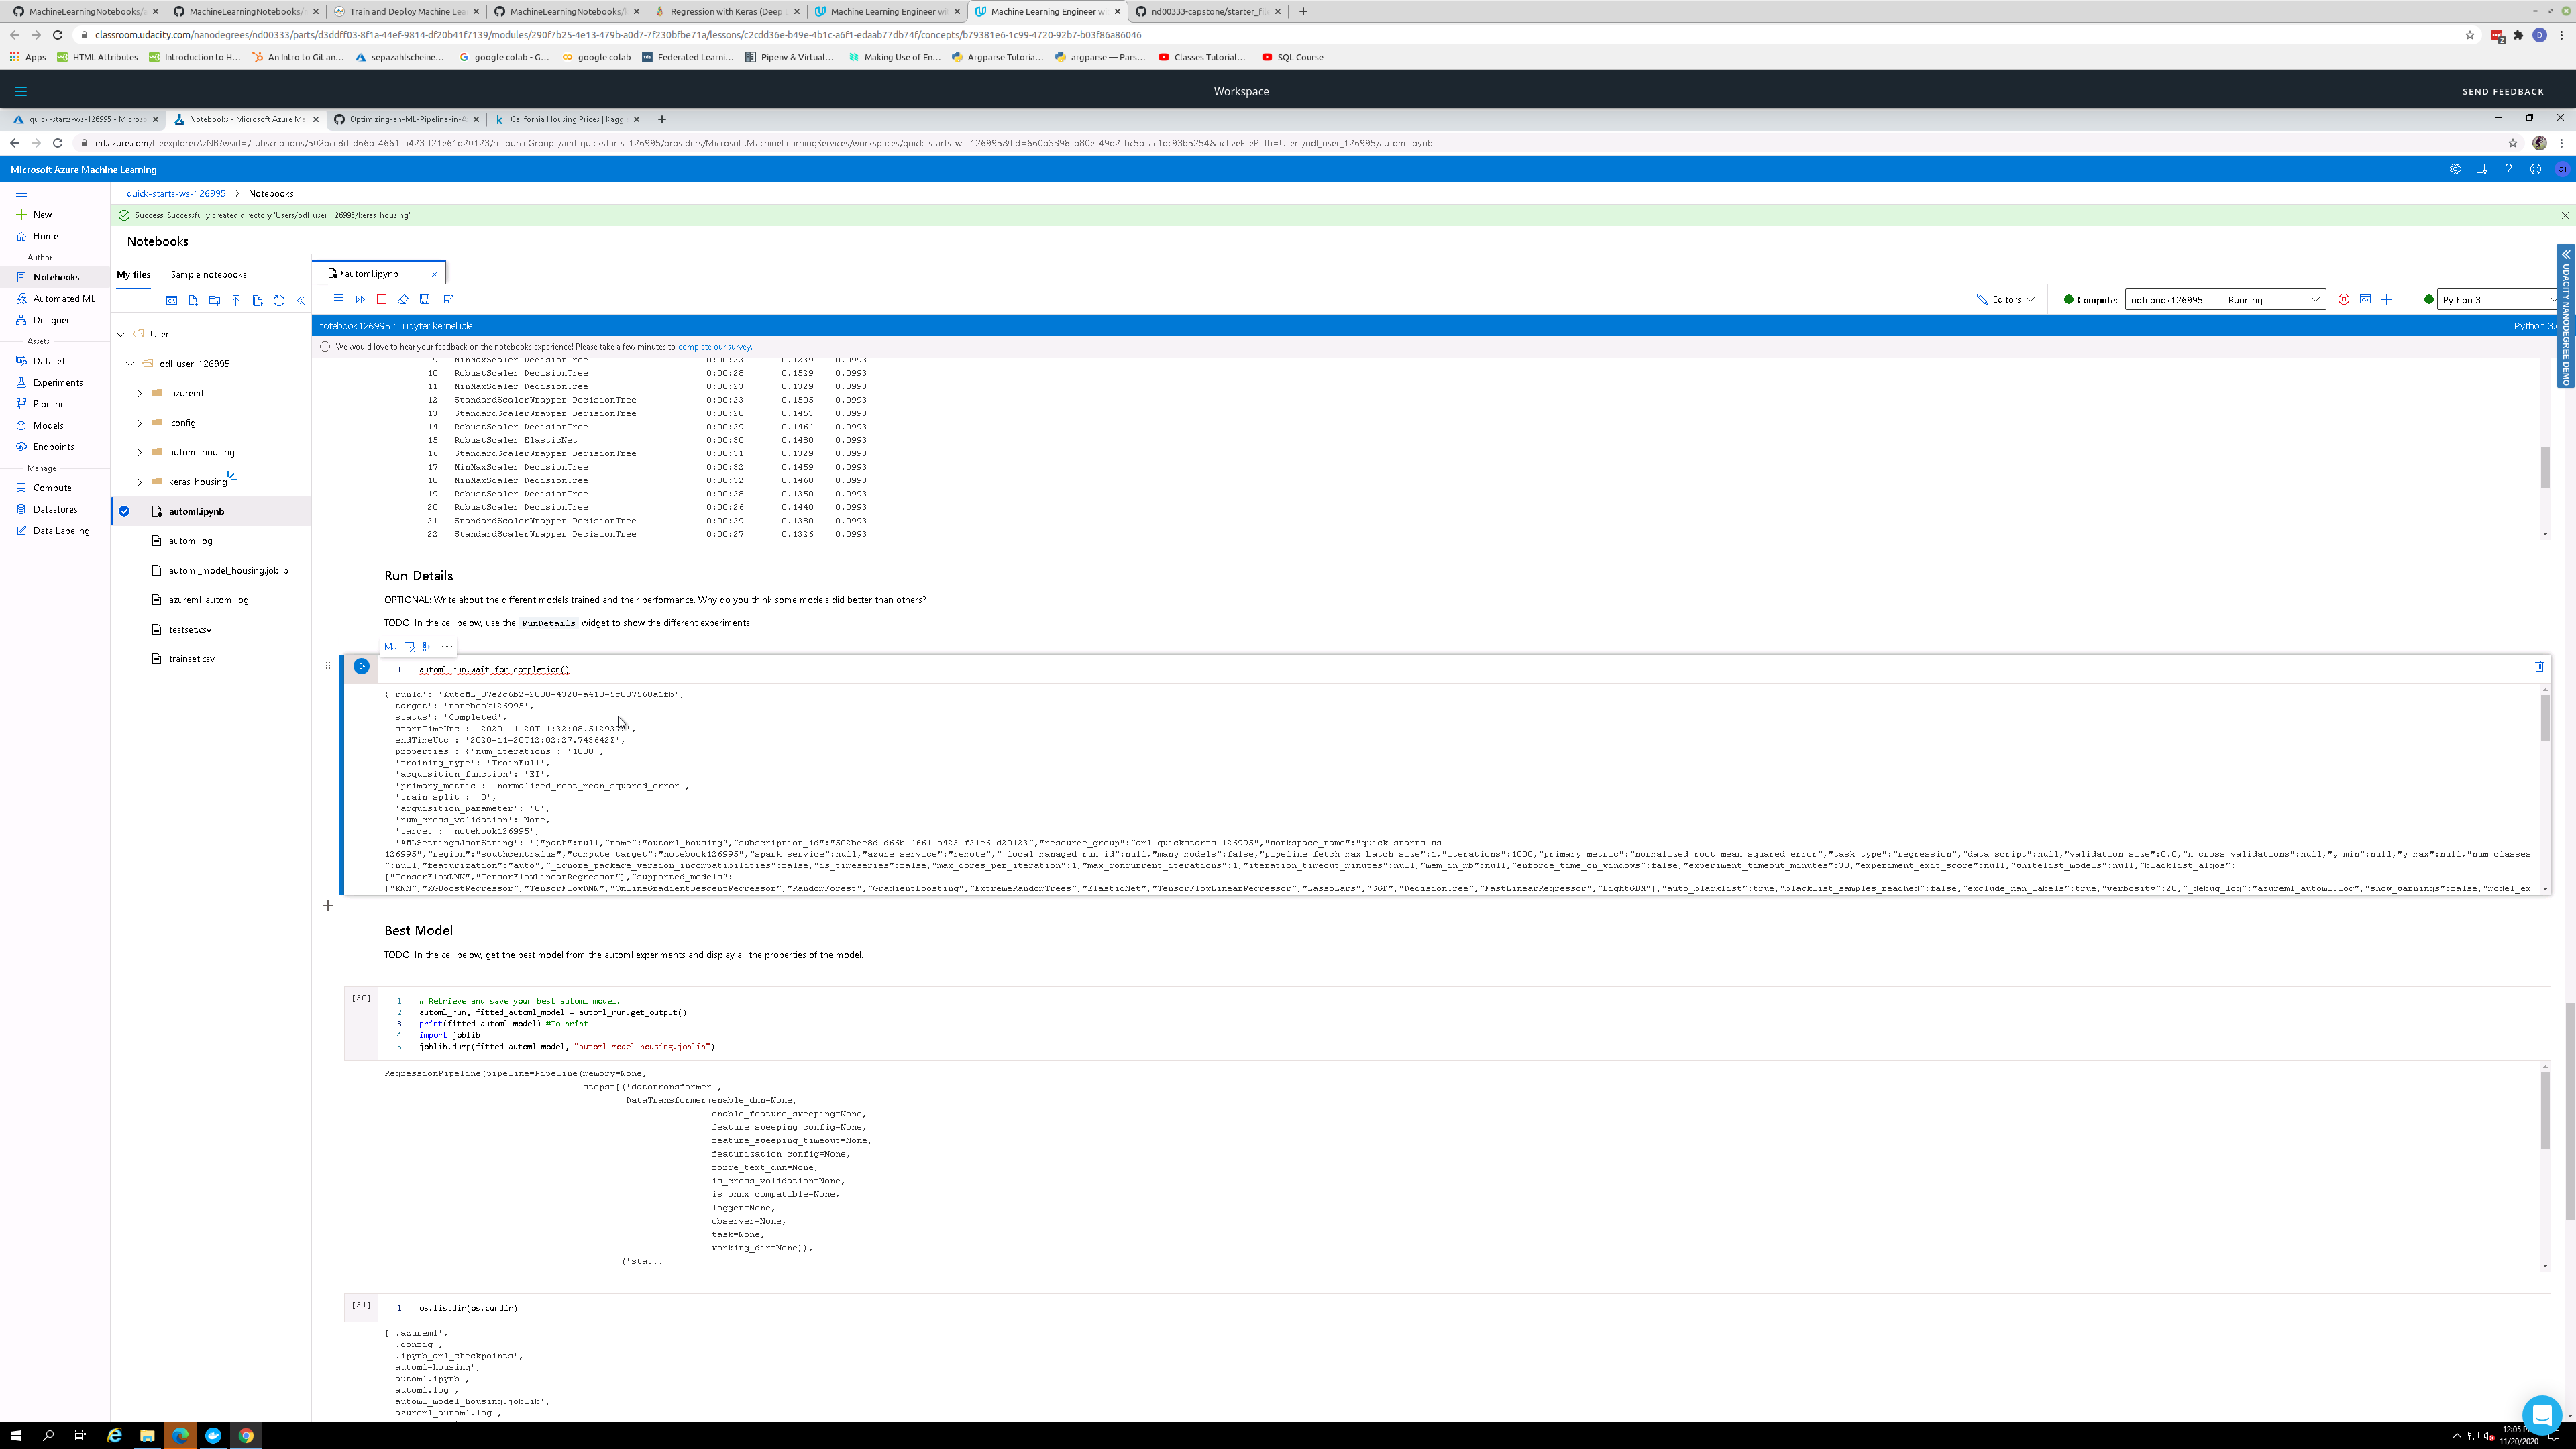 MachineLearningNotebooks/a
MachineLearningNotebooks/
Train and Deploy Machine Lea
MachineLearningNotebooks/
Regression with Keras (Deep
Machine Learning Engineer wi
Machine Learning Engineer wi
nd00333-capstone/starter_fil
classroom.udacity.com/nanodegrees/nd00333/parts/d3ddff03-8f1a-44ef-9814-df20b41f7139/modules/290f7b25-4e13-479b-a0d7-7f230bfbe71a/lessons/c2cdd36e-b49e-4b1c-a6f1-edaab77db74f/concepts/b79381e6-1c99-4720-92b7-b03f86a86046
Apps HTML Attributes Introduction to H... An Intro to Git an... sepazahlscheine... google colab - G... google colab Federated Learni... Pipenv & Virtual... Making Use of En... Argparse Tutoria... argparse — Pars... Classes Tutorial... SQL Course
Workspace
SEND FEEDBACK
quick-starts-ws-126995 - Micros
Notebooks - Microsoft Azure Ma
Optimizing-an-ML-Pipeline-in-A
California Housing Prices | Kaggl
ml.azure.com/fileexplorerAzNB?wsid=/subscriptions/502bce8d-d66b-4661-a423-f21e61d20123/resourceGroups/aml-quickstarts-126995/providers/Microsoft.MachineLearningServices/workspaces/quick-starts-ws-126995&tid=660b3398-b80e-49d2-bc5b-ac1dc93b5254&activeFilePath=Users/odl_user_126995/automl.ipynb
Microsoft Azure Machine Learning
quick-starts-ws-126995 > Notebooks
Success: Successfully created directory 'Users/odl_user_126995/keras_housing'
Notebooks
New
Home
Author
Notebooks
Automated ML
Designer
Assets
Datasets
Experiments
Pipelines
Models
Endpoints
Manage
Compute
Datastores
Data Labeling
My files Sample notebooks
Users
odl_user_126995
.azureml
.config
automl-housing
keras_housing
automl.ipynb
automl.log
automl_model_housing.joblib
azureml_automl.log
testset.csv
trainset.csv
*automl.ipynb
Editors
Compute: notebook126995 - Running
Python 3
UDACITY NANODEGREE DEMO
notebook126995 · Jupyter kernel idle
Python 3.
We would love to hear your feedback on the notebooks experience! Please take a few minutes to complete our survey.
9 MinMaxScaler DecisionTree 0:00:23 0.1239 0.0993
10 RobustScaler DecisionTree 0:00:28 0.1529 0.0993
11 MinMaxScaler DecisionTree 0:00:23 0.1329 0.0993
12 StandardScalerWrapper DecisionTree 0:00:23 0.1505 0.0993
13 StandardScalerWrapper DecisionTree 0:00:28 0.1453 0.0993
14 RobustScaler DecisionTree 0:00:29 0.1464 0.0993
15 RobustScaler ElasticNet 0:00:30 0.1480 0.0993
16 StandardScalerWrapper DecisionTree 0:00:31 0.1329 0.0993
17 MinMaxScaler DecisionTree 0:00:32 0.1459 0.0993
18 MinMaxScaler DecisionTree 0:00:32 0.1468 0.0993
19 RobustScaler DecisionTree 0:00:28 0.1350 0.0993
20 RobustScaler DecisionTree 0:00:26 0.1440 0.0993
21 StandardScalerWrapper DecisionTree 0:00:29 0.1380 0.0993
22 StandardScalerWrapper DecisionTree 0:00:27 0.1326 0.0993
Run Details
OPTIONAL: Write about the different models trained and their performance. Why do you think some models did better than others?
TODO: In the cell below, use the RunDetails widget to show the different experiments.
M↓ ···
1 automl_run.wait_for_completion()
{'runId': 'AutoML_87e2c6b2-2888-4320-a418-5c087560a1fb',
'target': 'notebook126995',
'status': 'Completed',
'startTimeUtc': '2020-11-20T11:32:08.512937Z',
'endTimeUtc': '2020-11-20T12:02:27.743642Z',
'properties': {'num_iterations': '1000',
'training_type': 'TrainFull',
'acquisition_function': 'EI',
'primary_metric': 'normalized_root_mean_squared_error',
'train_split': '0',
'acquisition_parameter': '0',
'num_cross_validation': None,
'target': 'notebook126995',
'AMLSettingsJsonString': '{"path":null,"name":"automl_housing","subscription_id":"502bce8d-d66b-4661-a423-f21e61d20123","resource_group":"aml-quickstarts-126995","workspace_name":"quick-starts-ws-
126995","region":"southcentralus","compute_target":"notebook126995","spark_service":null,"azure_service":"remote","_local_managed_run_id":null,"many_models":false,"pipeline_fetch_max_batch_size":1,"iterations":1000,"primary_metric":"normalized_root_mean_squared_error","task_type":"regression","data_script":null,"validation_size":0.0,"n_cross_validations":null,"y_min":null,"y_max":null,"num_classes
":null,"featurization":"auto","_ignore_package_version_incompatibilities":false,"is_timeseries":false,"max_cores_per_iteration":1,"max_concurrent_iterations":1,"iteration_timeout_minutes":null,"mem_in_mb":null,"enforce_time_on_windows":false,"experiment_timeout_minutes":30,"experiment_exit_score":null,"whitelist_models":null,"blacklist_algos":
["TensorFlowDNN","TensorFlowLinearRegressor"],"supported_models":
["KNN","XGBoostRegressor","TensorFlowDNN","OnlineGradientDescentRegressor","RandomForest","GradientBoosting","ExtremeRandomTrees","ElasticNet","TensorFlowLinearRegressor","LassoLars","SGD","DecisionTree","FastLinearRegressor","LightGBM"],"auto_blacklist":true,"blacklist_samples_reached":false,"exclude_nan_labels":true,"verbosity":20,"_debug_log":"azureml_automl.log","show_warnings":false,"model_ex
Best Model
TODO: In the cell below, get the best model from the automl experiments and display all the properties of the model.
[30]
1 # Retrieve and save your best automl model.
2 automl_run, fitted_automl_model = automl_run.get_output()
3 print(fitted_automl_model) #To print
4 import joblib
5 joblib.dump(fitted_automl_model, "automl_model_housing.joblib")
RegressionPipeline(pipeline=Pipeline(memory=None,
steps=[('datatransformer',
DataTransformer(enable_dnn=None,
enable_feature_sweeping=None,
feature_sweeping_config=None,
feature_sweeping_timeout=None,
featurization_config=None,
force_text_dnn=None,
is_cross_validation=None,
is_onnx_compatible=None,
logger=None,
observer=None,
task=None,
working_dir=None)),
('sta...
[31]
1 os.listdir(os.curdir)
['.azureml',
'.config',
'.ipynb_aml_checkpoints',
'automl-housing',
'automl.ipynb',
'automl.log',
'automl_model_housing.joblib',
'azureml_automl.log',
12:05 P
11/20/2020